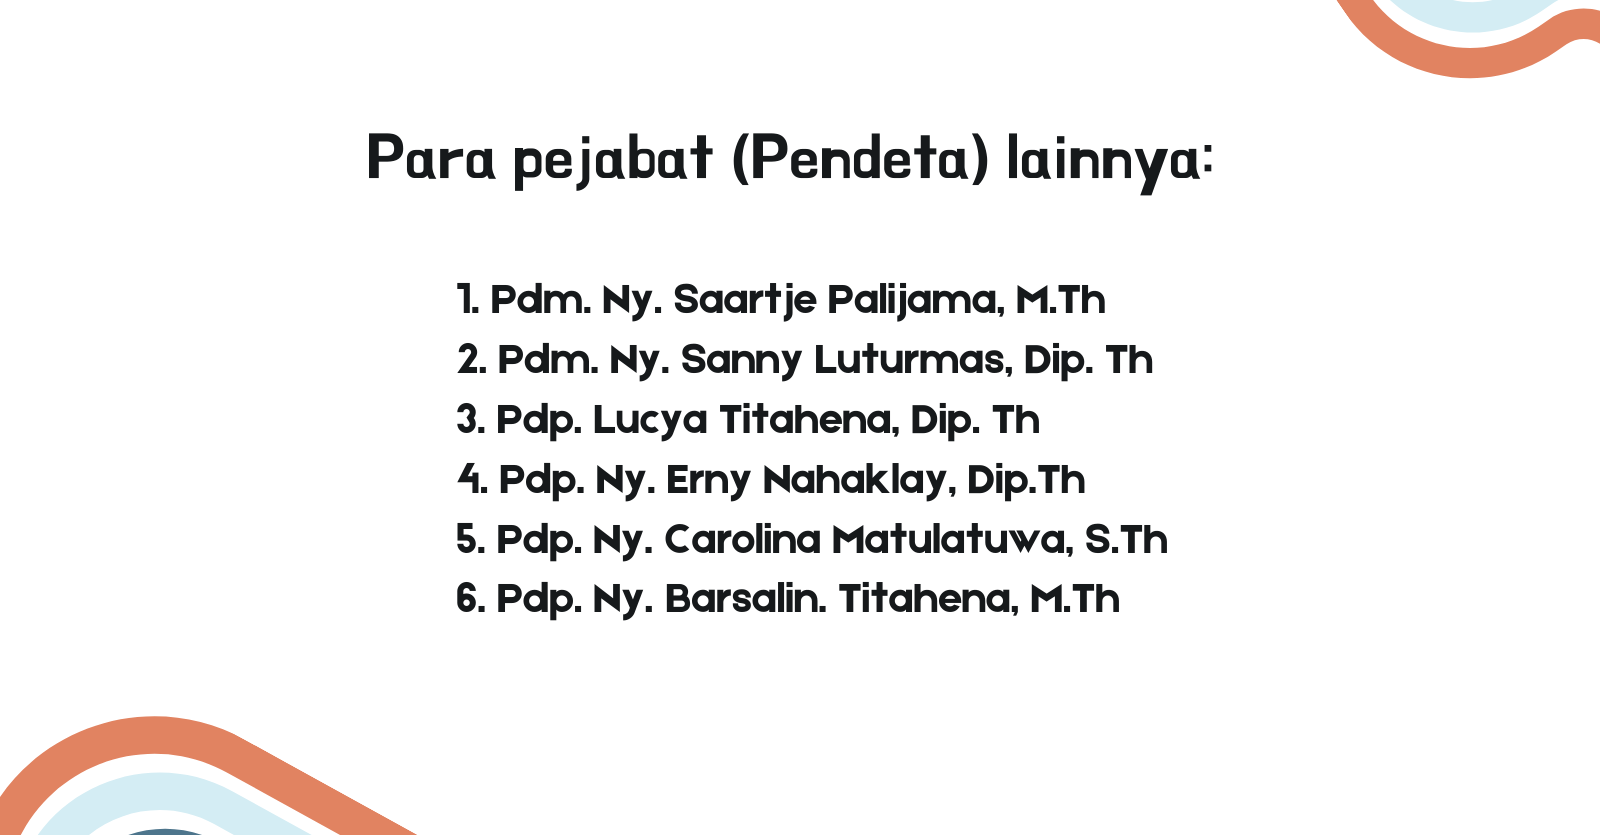 Para pejabat (Pendeta) lainnya:
1. Pdm. Ny. Saartje Palijama, M.Th
2. Pdm. Ny. Sanny Luturmas, Dip. Th
3. Pdp. Lucya Titahena, Dip. Th
4. Pdp. Ny. Erny Nahaklay, Dip.Th
5. Pdp. Ny. Carolina Matulatuwa, S.Th
6. Pdp. Ny. Barsalin. Titahena, M.Th